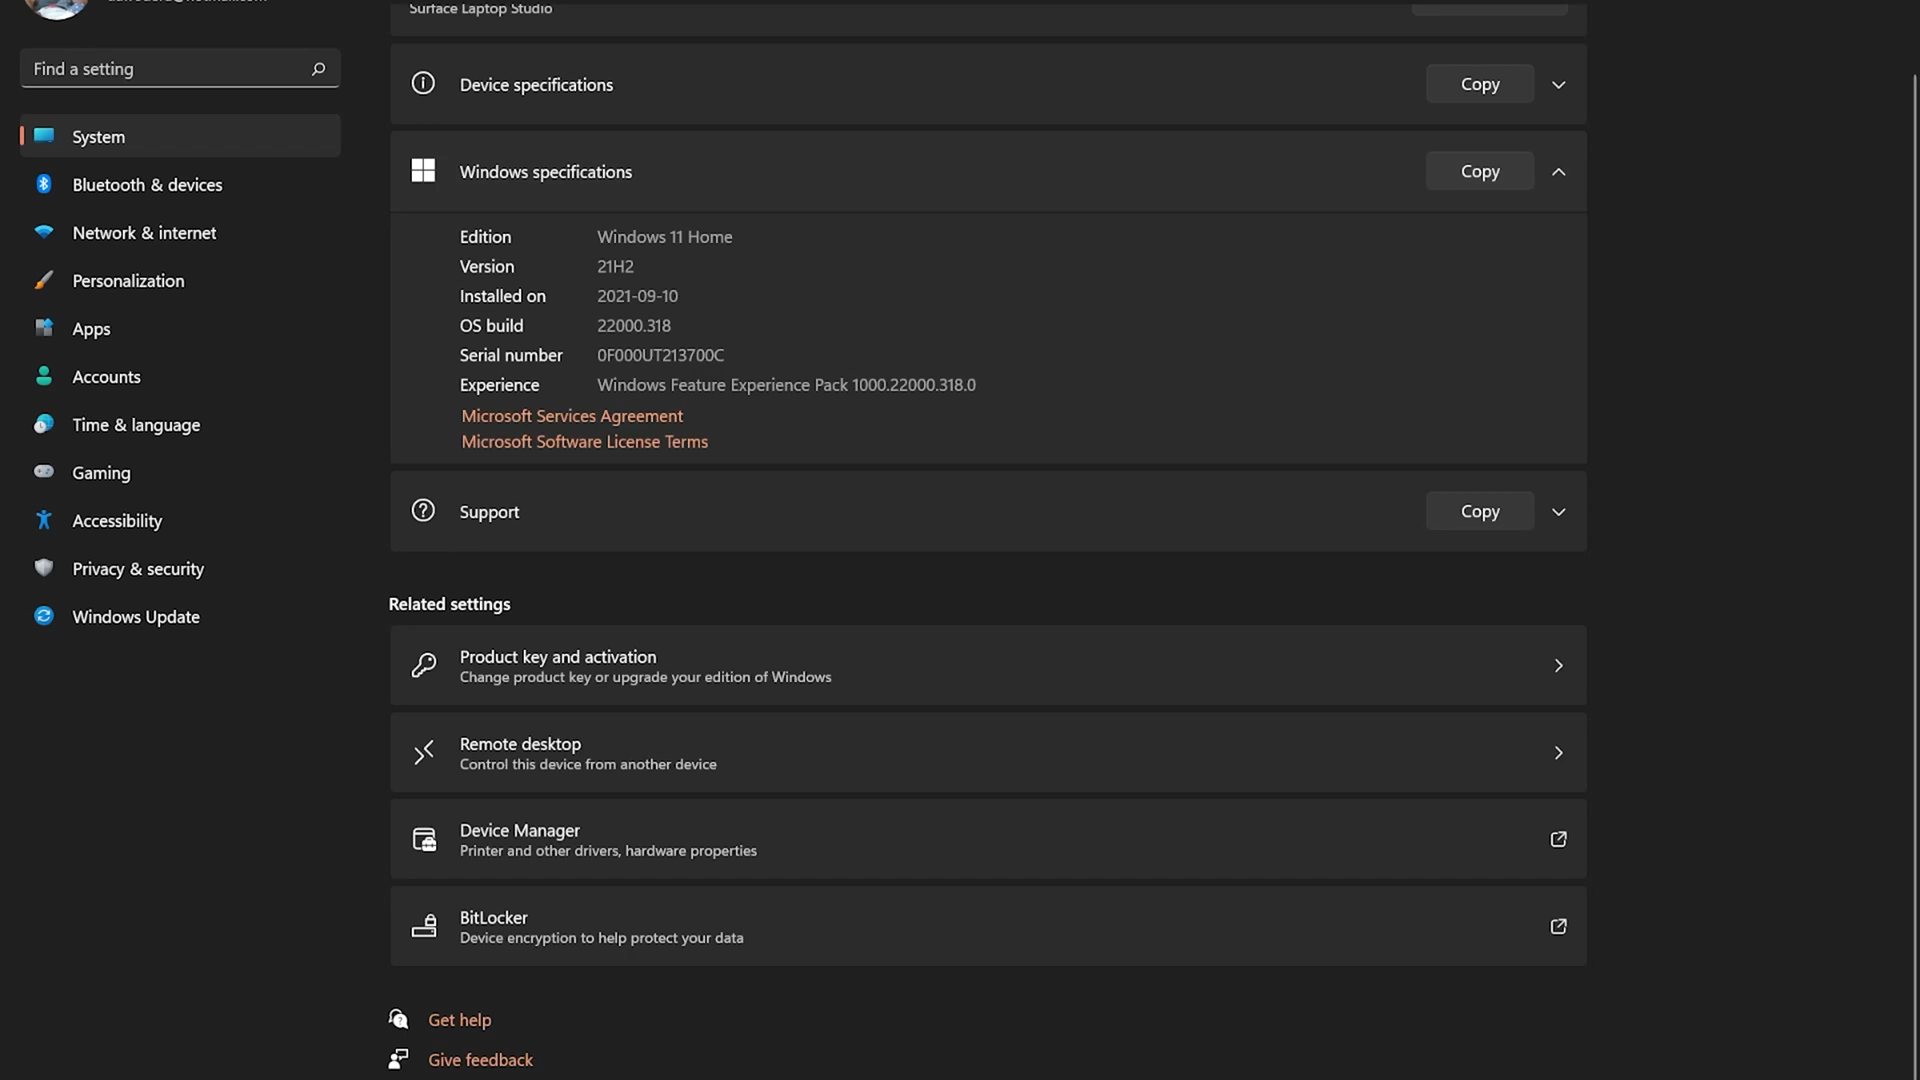 Surface Laptop Studio
Find a setting
Device specifications
Copy
System
Windows specifications
Copy
Bluetooth & devices
Network & internet
Personalization
Apps
Accounts
Time & language
Gaming
Accessibility
Privacy & security
Windows Update
Edition Windows 11 Home
Version 21H2
Installed on 2021-09-10
OS build 22000.318
Serial number 0F000UT213700C
Experience Windows Feature Experience Pack 1000.22000.318.0
Microsoft Services Agreement
Microsoft Software License Terms
Support
Copy
Related settings
Product key and activation
Change product key or upgrade your edition of Windows
Remote desktop
Control this device from another device
Device Manager
Printer and other drivers, hardware properties
BitLocker
Device encryption to help protect your data
Get help
Give feedback